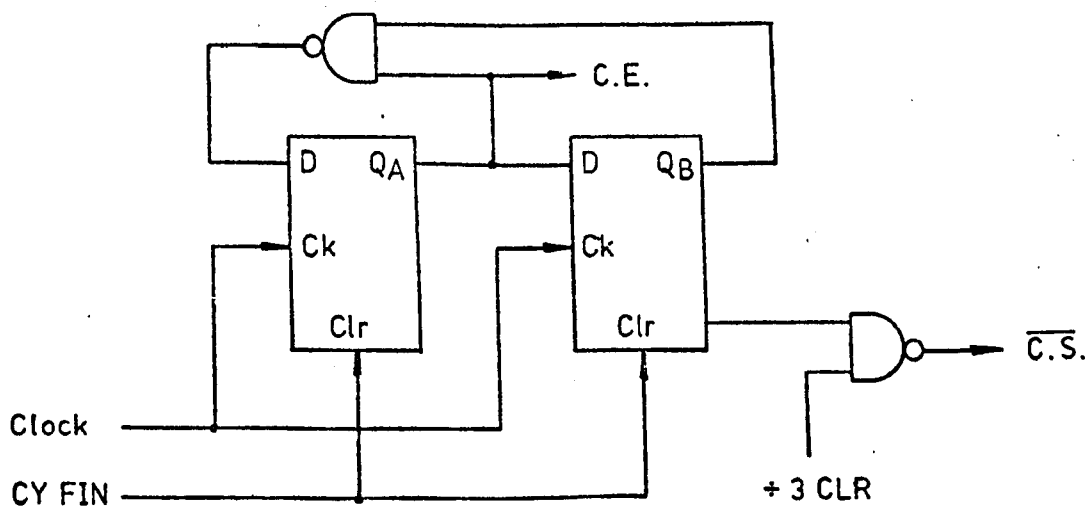 C.E.
D QA
D QB
Ck
Ck
Clr
Clr
C.S.
Clock
CY FIN
÷ 3 CLR